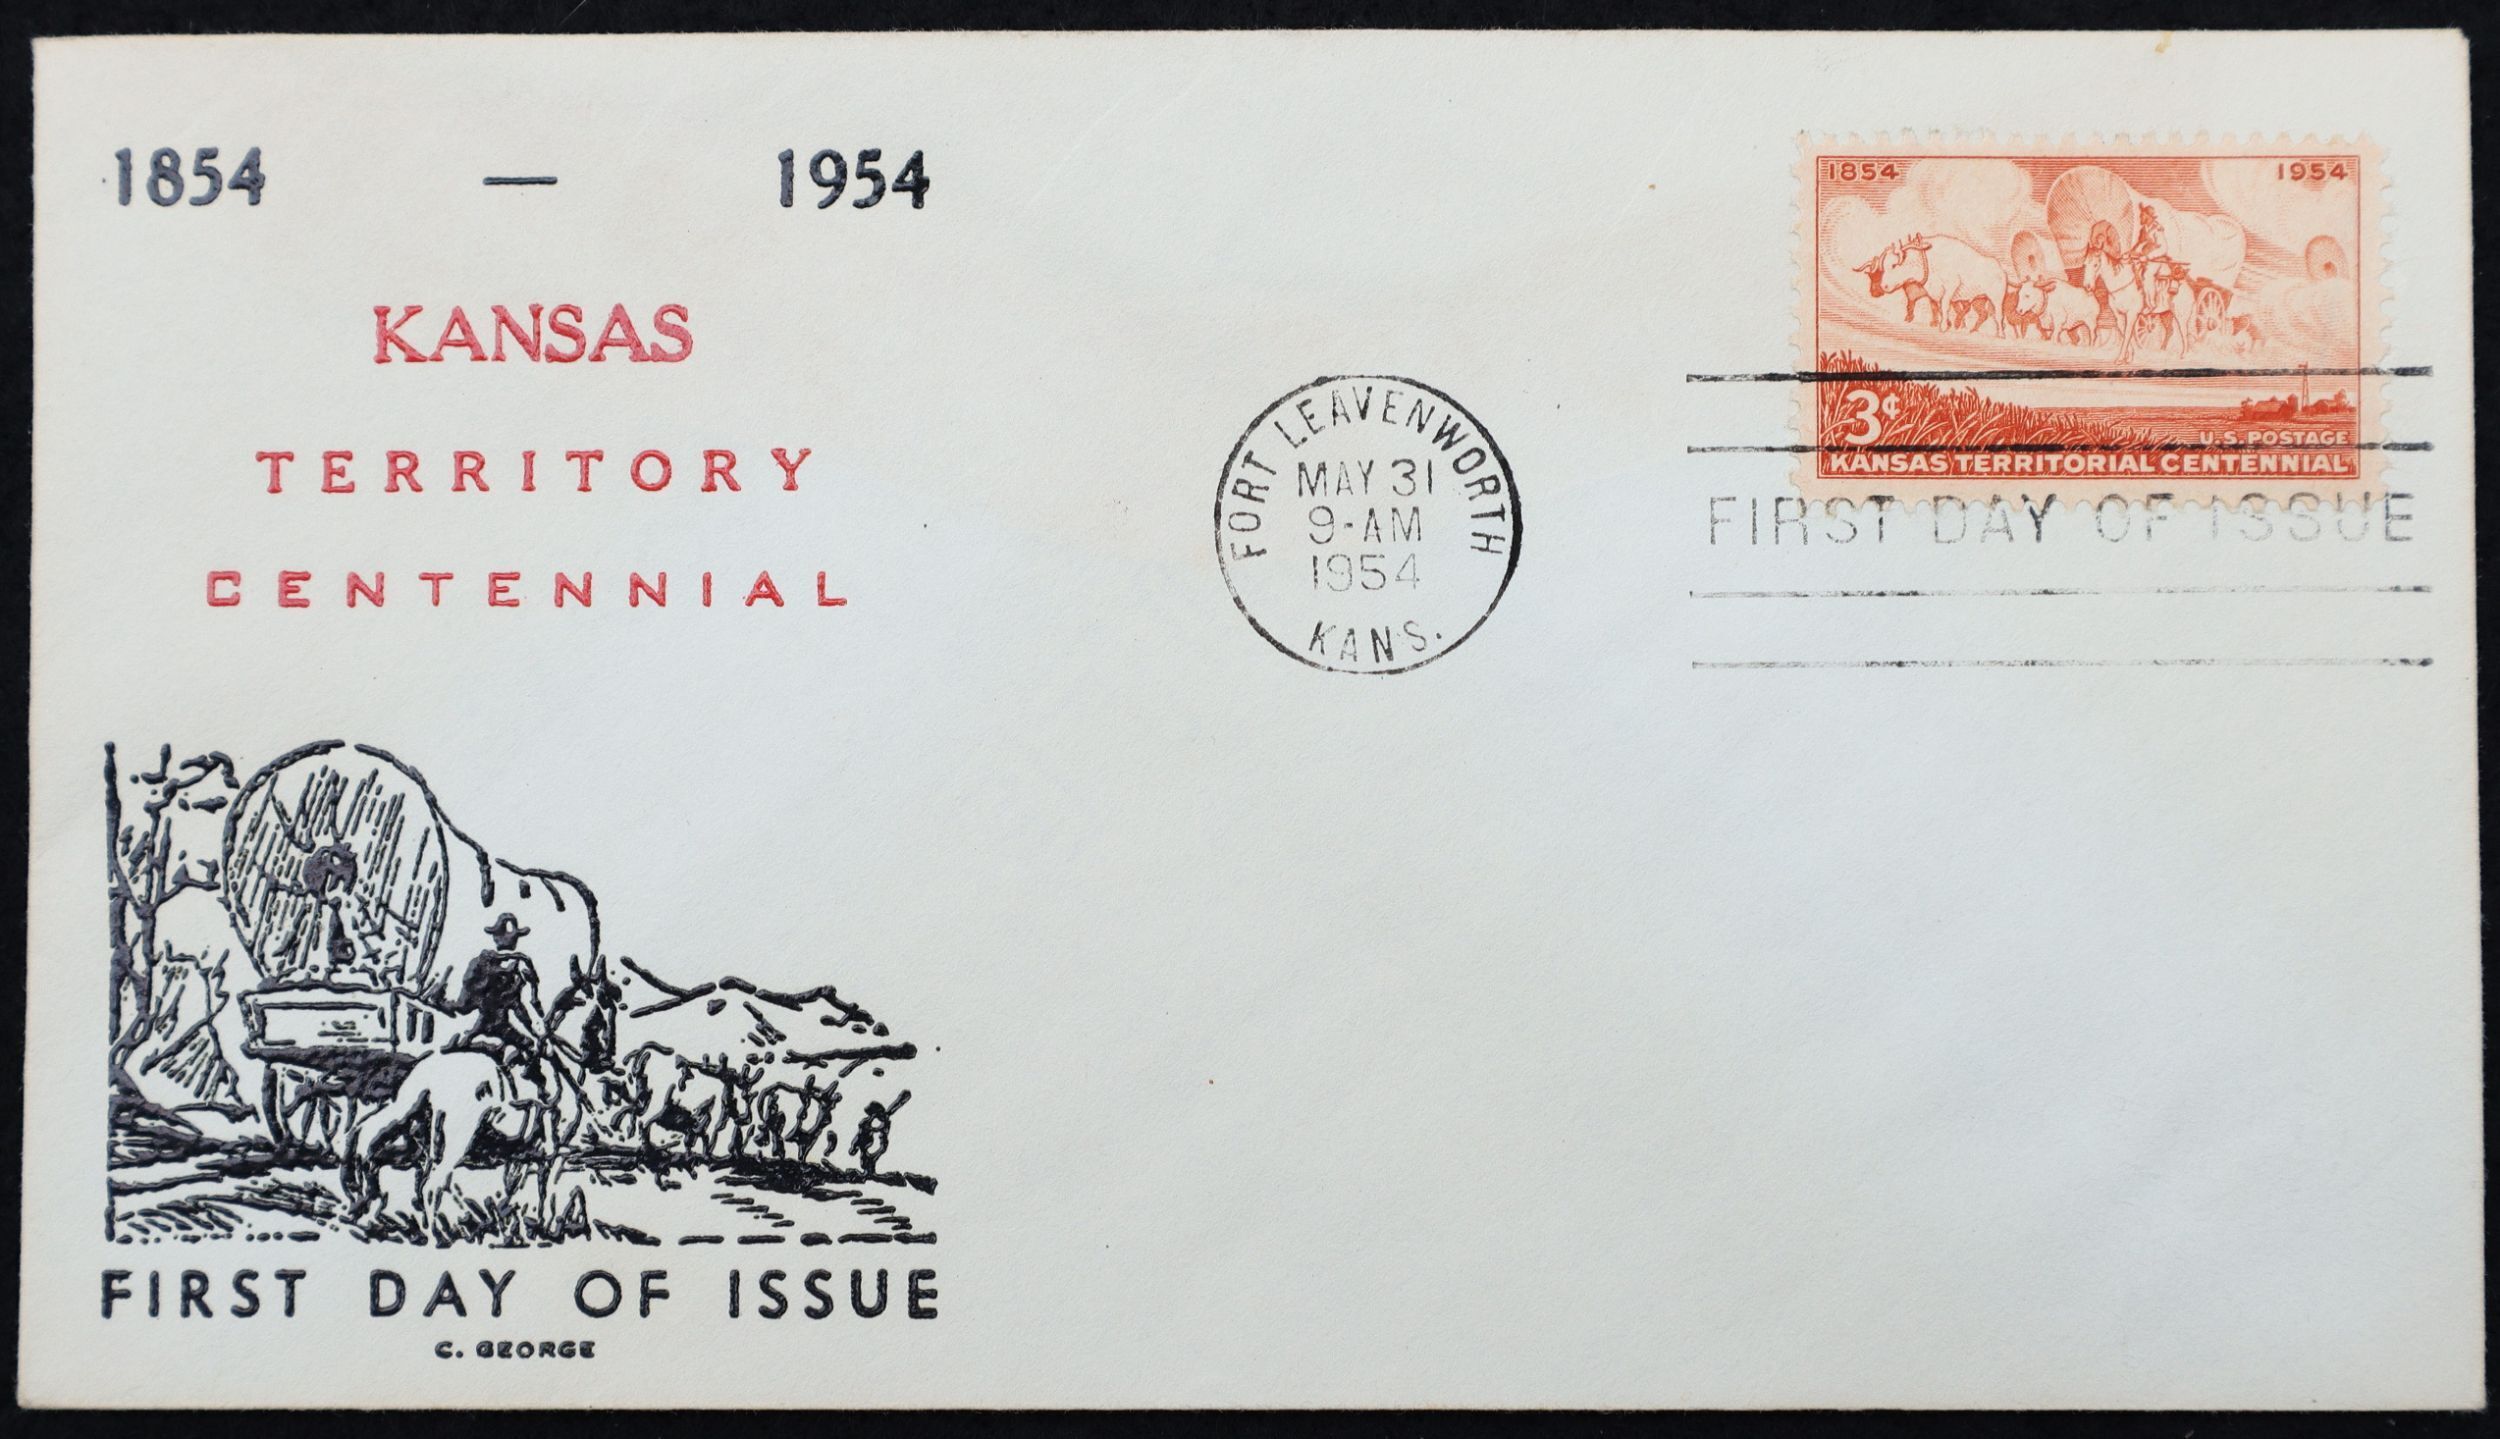 1854 — 1954
KANSAS
TERRITORY
CENTENNIAL
FIRST DAY OF ISSUE
C. GEORGE
FORT LEAVENWORTH
MAY 31
9-AM
1954
KANS.
1854 1954
3¢
U.S. POSTAGE
KANSAS TERRITORIAL CENTENNIAL
FIRST DAY OF ISSUE